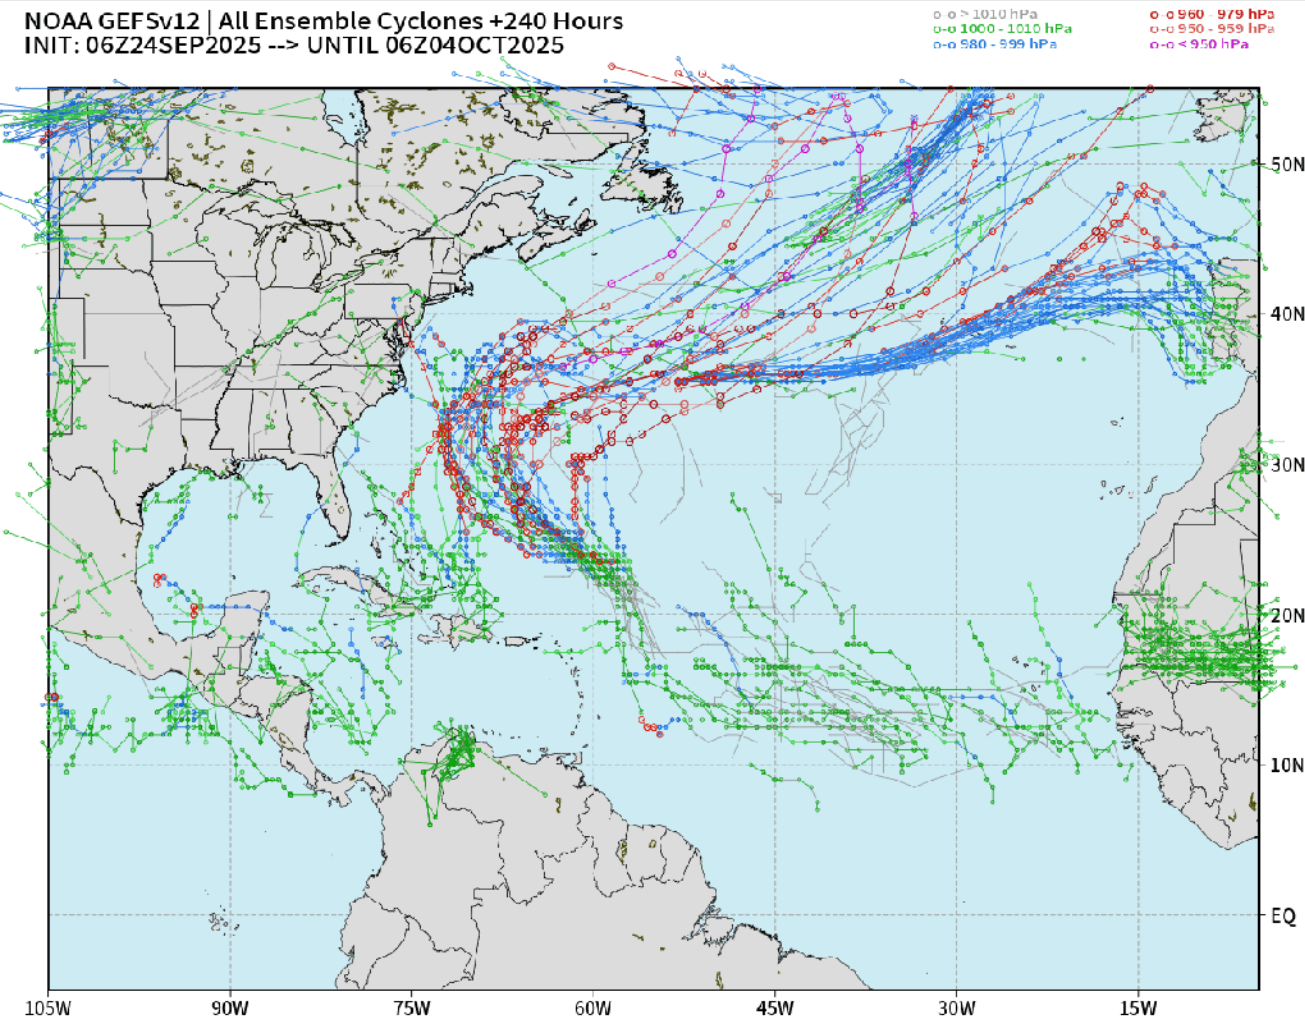 NOAA GEFSv12 | All Ensemble Cyclones +240 Hours
INIT: 06Z24SEP2025 --> UNTIL 06Z04OCT2025
o-o > 1010 hPa
o-o 1000 - 1010 hPa
o-o 980 - 999 hPa
o-o 960 - 979 hPa
o-o 950 - 959 hPa
o-o < 950 hPa
50N
40N
30N
20N
10N
EQ
105W 90W 75W 60W 45W 30W 15W